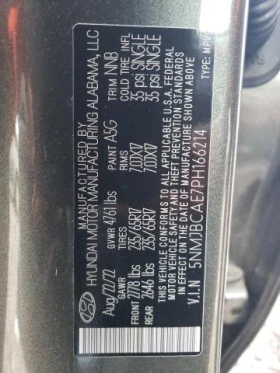 MANUFACTURED BY
HYUNDAI MOTOR MANUFACTURING ALABAMA, LLC
Aug/22/22 GVWR 4761 lbs PAINT A5G TRIM NNB
GAWR TIRES RIMS COLD TIRE INFL
FRONT 2778 lbs 235/65R17 7.0JX17 35 psi SINGLE
REAR 2646 lbs 235/65R17 7.0JX17 35 psi SINGLE
THIS VEHICLE CONFORMS TO ALL APPLICABLE U.S.A. FEDERAL
MOTOR VEHICLE SAFETY AND THEFT PREVENTION STANDARDS
IN EFFECT ON THE DATE OF MANUFACTURE SHOWN ABOVE.
V.I.N 5NMJBCAE7PH166214 TYPE: MPV